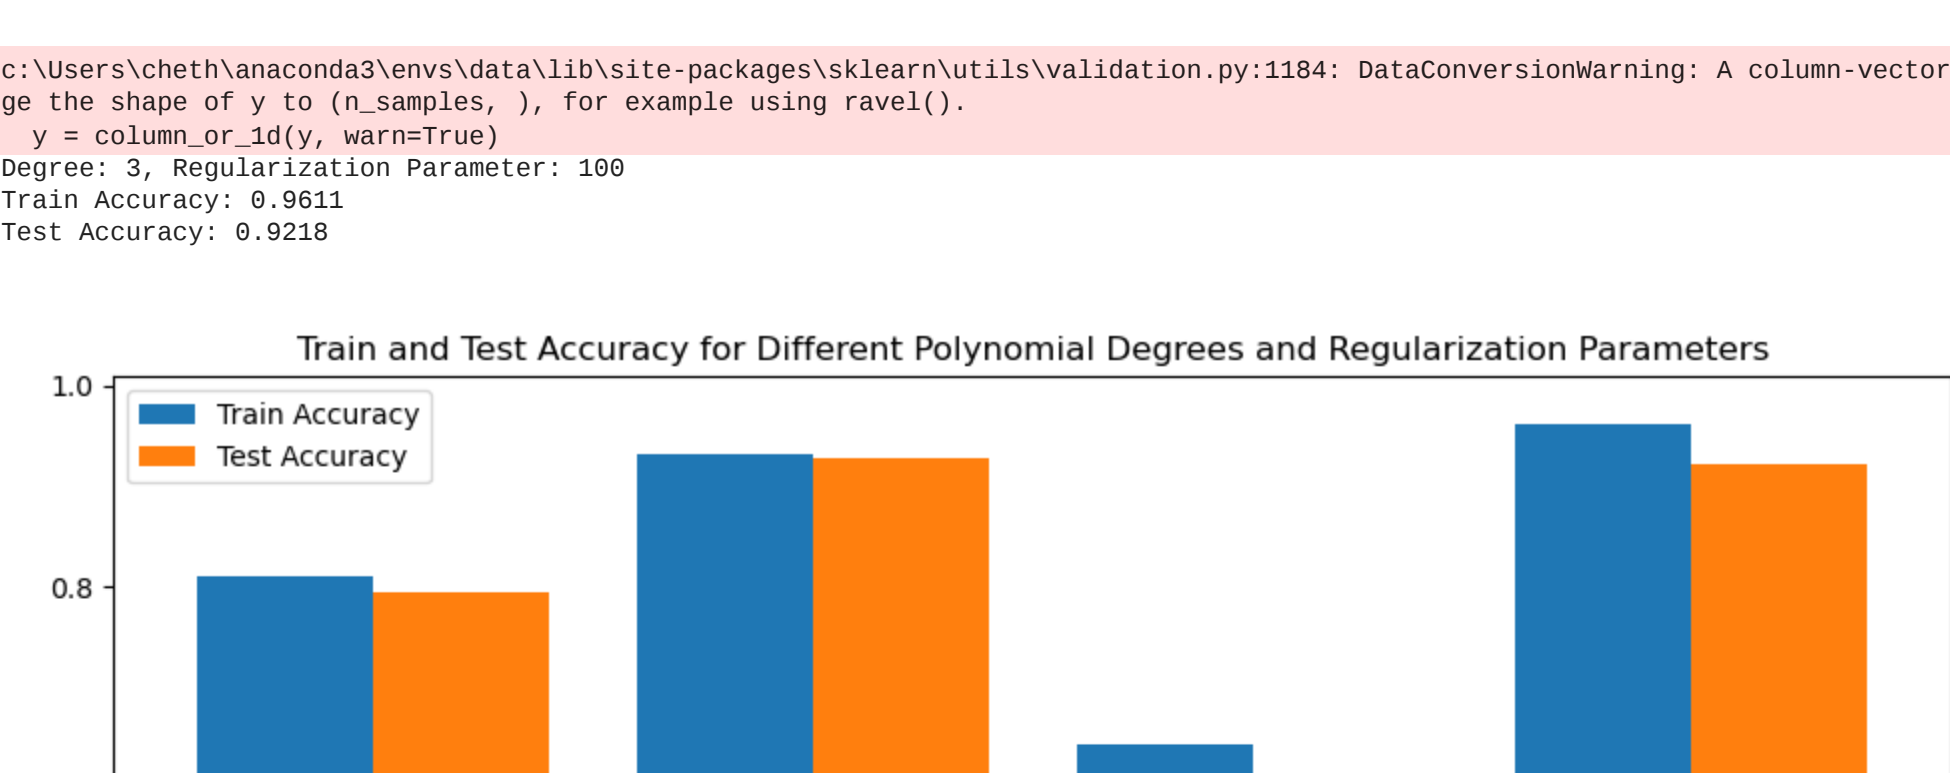 c:\Users\cheth\anaconda3\envs\data\lib\site-packages\sklearn\utils\validation.py:1184: DataConversionWarning: A column-vector
ge the shape of y to (n_samples, ), for example using ravel().
  y = column_or_1d(y, warn=True)
Degree: 3, Regularization Parameter: 100
Train Accuracy: 0.9611
Test Accuracy: 0.9218
Train and Test Accuracy for Different Polynomial Degrees and Regularization Parameters
1.0
Train Accuracy
Test Accuracy
0.8